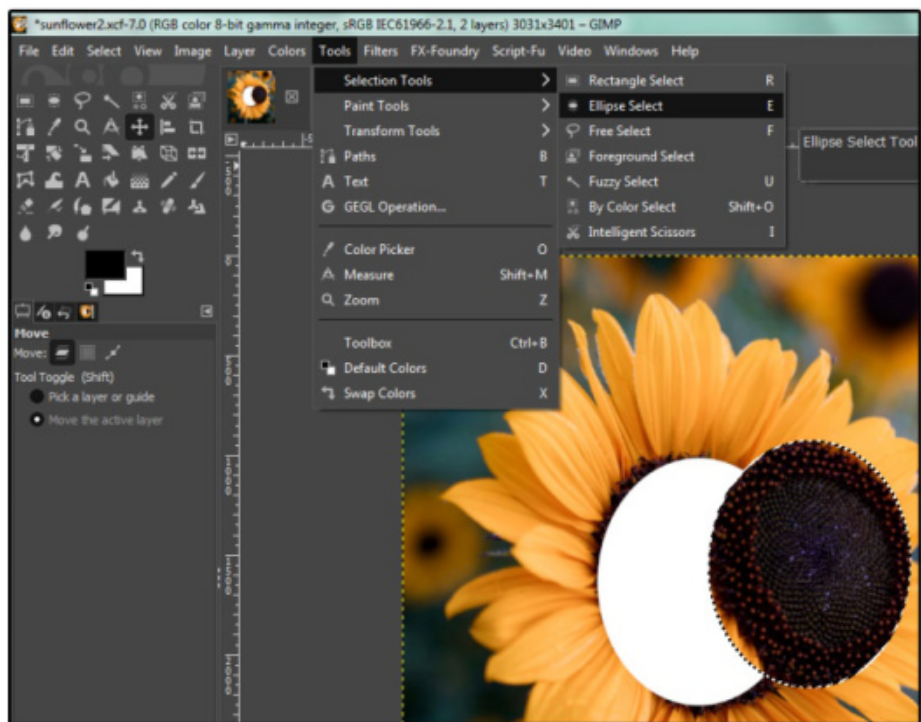 *sunflower2.xcf-7.0 (RGB color 8-bit gamma integer, sRGB IEC61966-2.1, 2 layers) 3031x3401 – GIMP
File Edit Select View Image Layer Colors Tools Filters FX-Foundry Script-Fu Video Windows Help
Selection Tools
Paint Tools
Transform Tools
Paths B
Text T
GEGL Operation...
Color Picker O
Measure Shift+M
Zoom Z
Toolbox Ctrl+B
Default Colors D
Swap Colors X
Rectangle Select R
Ellipse Select E
Free Select F
Foreground Select
Fuzzy Select U
By Color Select Shift+O
Intelligent Scissors I
Ellipse Select Tool
Move
Move:
Tool Toggle (Shift)
Pick a layer or guide
Move the active layer